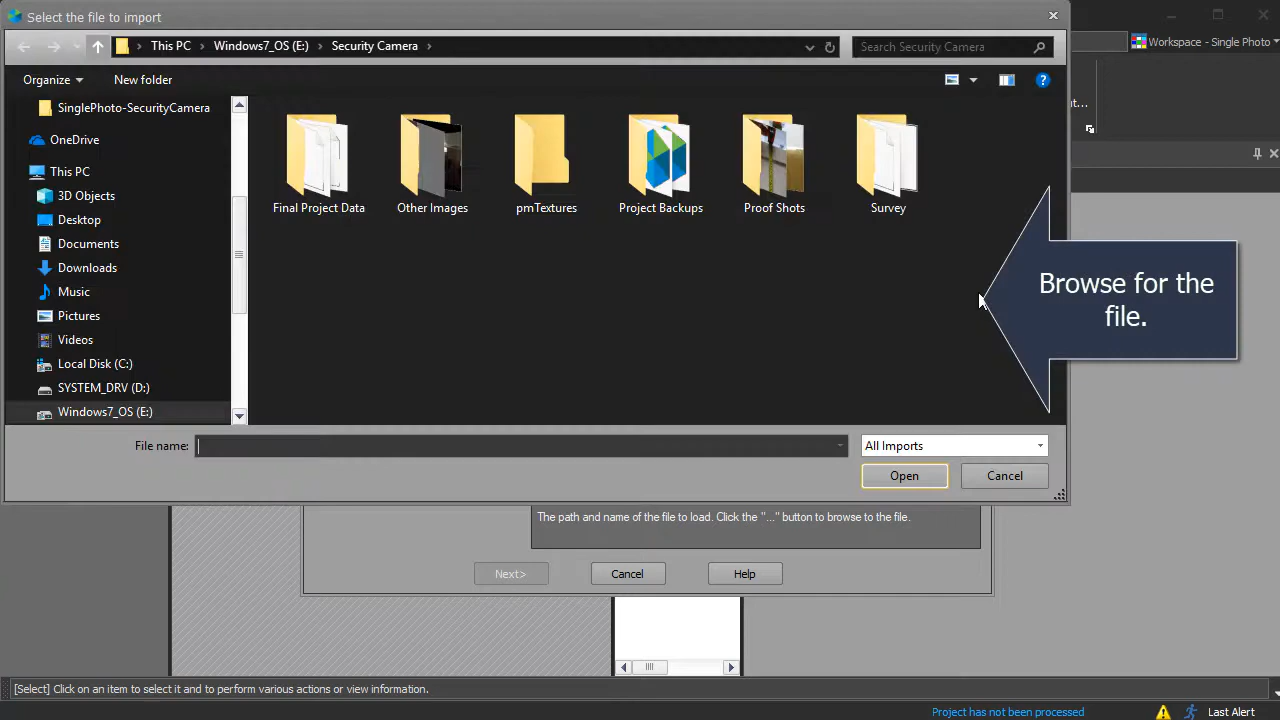 Select the file to import
Workspace - Single Photo
This PC Windows7_OS (E:) Security Camera
Search Security Camera
Organize New folder
t...
SinglePhoto-SecurityCamera
OneDrive
This PC
3D Objects
Desktop
Documents
Downloads
Music
Pictures
Videos
Local Disk (C:)
SYSTEM_DRV (D:)
Windows7_OS (E:)
Final Project Data
Other Images
pmTextures
Project Backups
Proof Shots
Survey
Browse for the
file.
File name:
All Imports
Open Cancel
The path and name of the file to load. Click the "..." button to browse to the file.
Next> Cancel Help
[Select] Click on an item to select it and to perform various actions or view information.
Project has not been processed
Last Alert